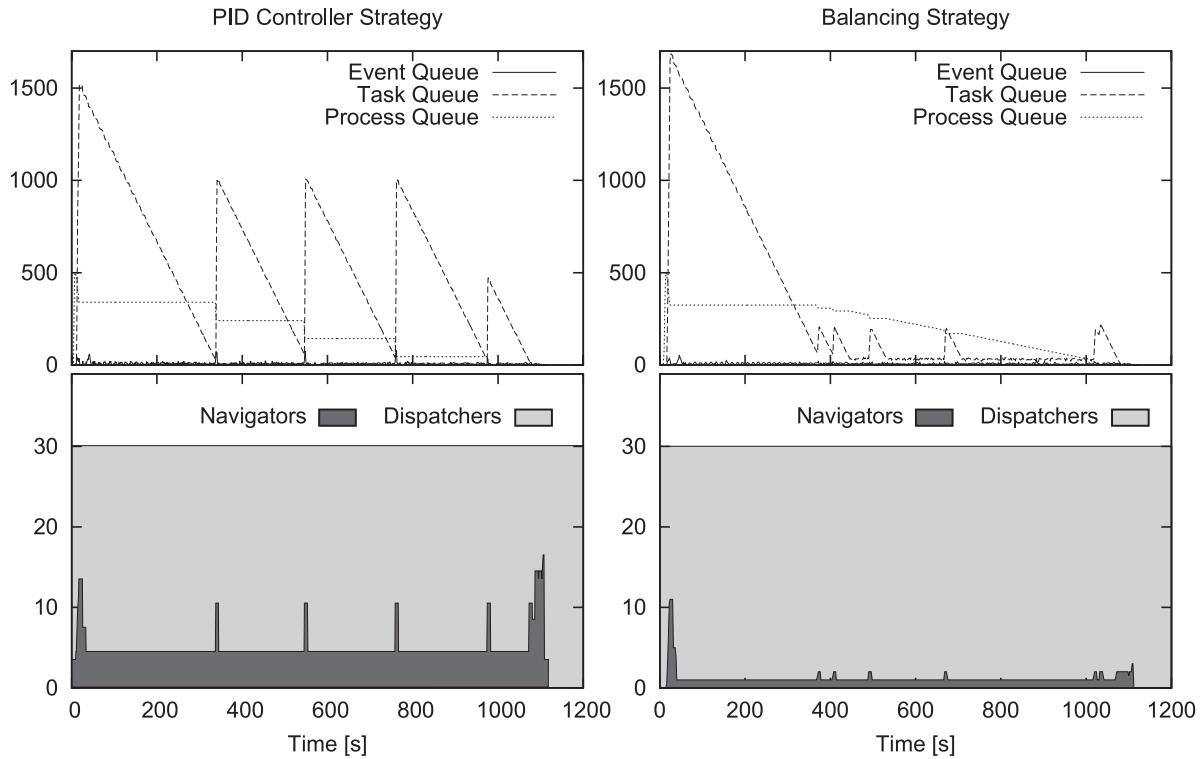 PID Controller Strategy
Balancing Strategy
1500
1000
500
0
Event Queue
Task Queue
Process Queue
1500
1000
500
0
Event Queue
Task Queue
Process Queue
30
20
10
0
Navigators Dispatchers
0 200 400 600 800 1000 1200
Time [s]
30
20
10
0
Navigators Dispatchers
0 200 400 600 800 1000 1200
Time [s]